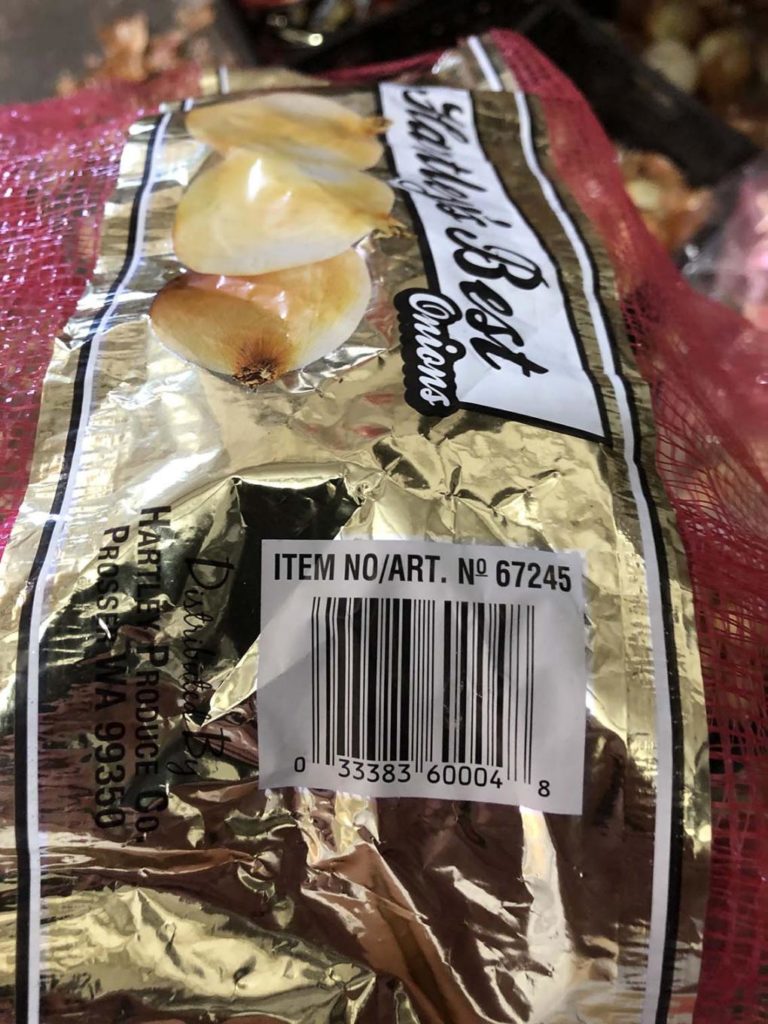 Hartley's Best
Onions
ITEM NO/ART. Nº 67245
0 33383 60004 8
Distributed By
HARTLEY PRODUCE CO.
PROSSER, WA 99350